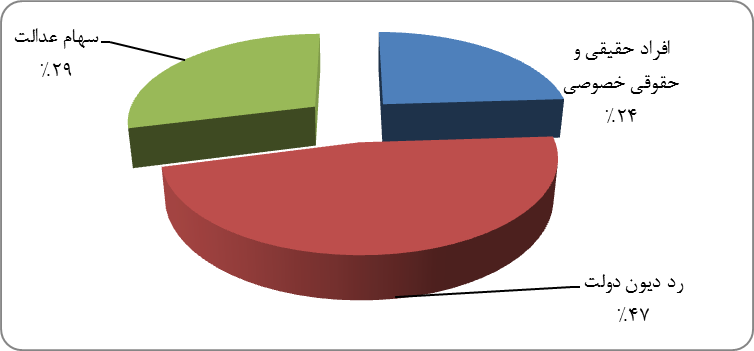 افراد حقیقی و
حقوقی خصوصی
٪۲۴
سهام عدالت
٪۲۹
رد دیون دولت
٪۴۷